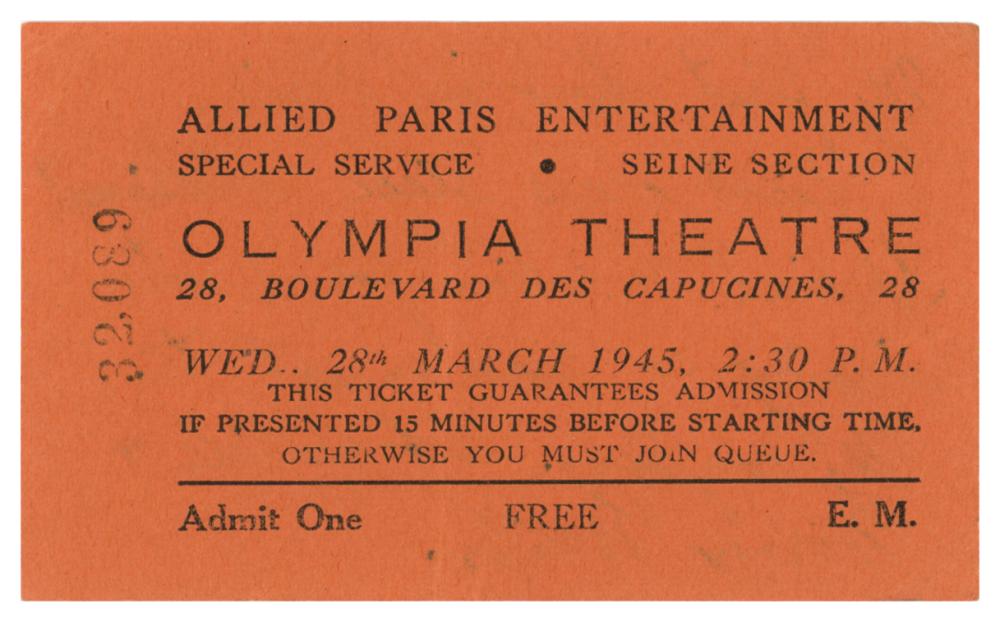 ALLIED PARIS ENTERTAINMENT
SPECIAL SERVICE • SEINE SECTION
OLYMPIA THEATRE
28, BOULEVARD DES CAPUCINES, 28
WED.. 28th MARCH 1945, 2:30 P. M.
THIS TICKET GUARANTEES ADMISSION
IF PRESENTED 15 MINUTES BEFORE STARTING TIME,
OTHERWISE YOU MUST JOIN QUEUE.
Admit One FREE E. M.
32,089